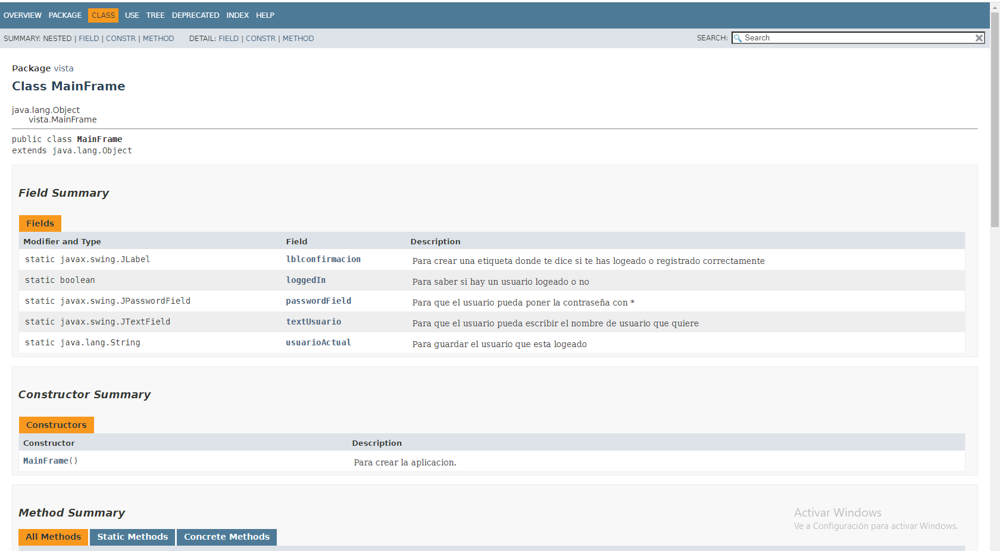 OVERVIEW PACKAGE CLASS USE TREE DEPRECATED INDEX HELP
SUMMARY: NESTED | FIELD | CONSTR | METHOD DETAIL: FIELD | CONSTR | METHOD SEARCH: Search
Package vista
Class MainFrame
java.lang.Object
vista.MainFrame
public class MainFrame
extends java.lang.Object
Field Summary
Fields
Modifier and Type Field Description
static javax.swing.JLabel lblconfirmacion Para crear una etiqueta donde te dice si te has logeado o registrado correctamente
static boolean loggedIn Para saber si hay un usuario logeado o no
static javax.swing.JPasswordField passwordField Para que el usuario pueda poner la contraseña con *
static javax.swing.JTextField textUsuario Para que el usuario pueda escribir el nombre de usuario que quiere
static java.lang.String usuarioActual Para guardar el usuario que esta logeado
Constructor Summary
Constructors
Constructor Description
MainFrame() Para crear la aplicacion.
Method Summary
All Methods Static Methods Concrete Methods
Activar Windows
Ve a Configuración para activar Windows.